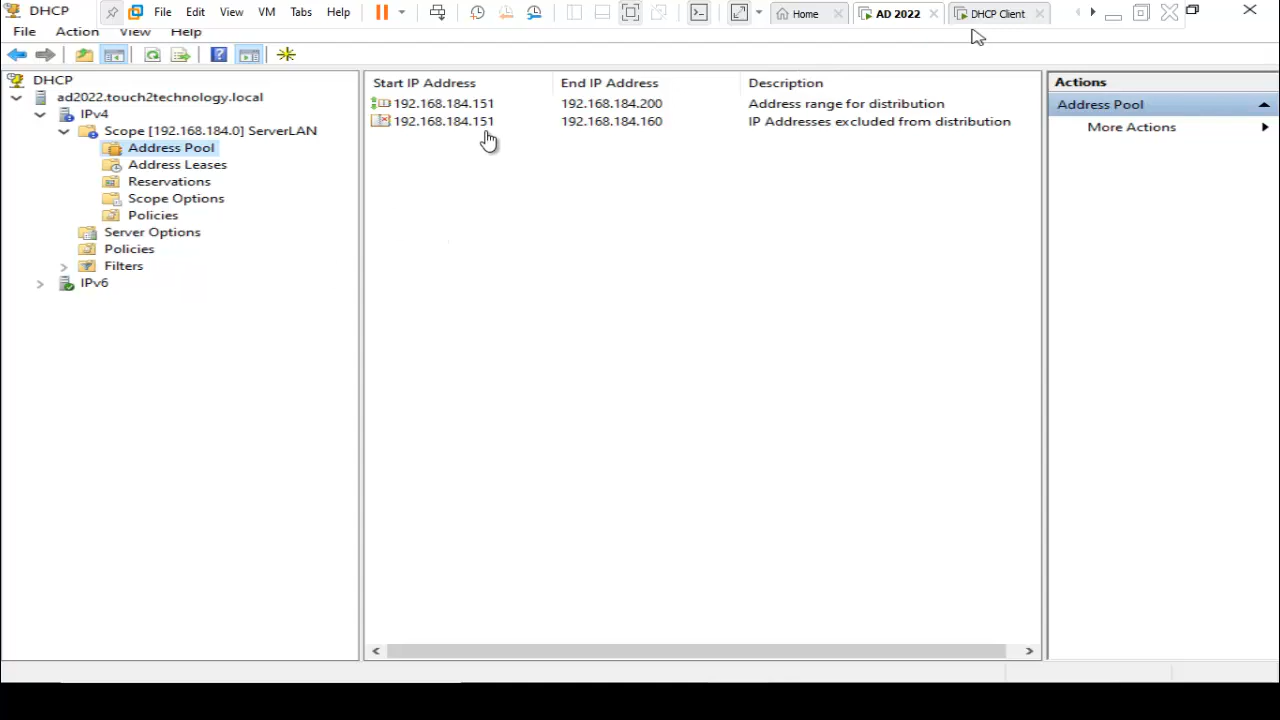 DHCP
File Edit View VM Tabs Help
Home
AD 2022
DHCP Client
File Action View Help
DHCP
ad2022.touch2technology.local
IPv4
Scope [192.168.184.0] ServerLAN
Address Pool
Address Leases
Reservations
Scope Options
Policies
Server Options
Policies
Filters
IPv6
Start IP Address End IP Address Description
192.168.184.151 192.168.184.200 Address range for distribution
192.168.184.151 192.168.184.160 IP Addresses excluded from distribution
Actions
Address Pool
More Actions